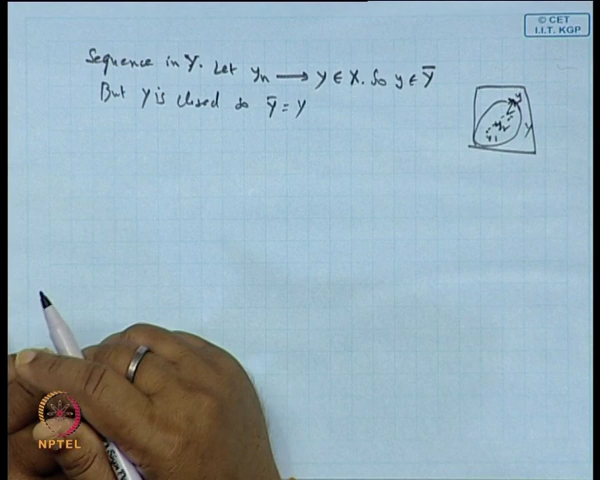 © CET
I.I.T. KGP
Sequence in Y. Let yn ⟶ y ∈ X. So y ∈ Y̅
But Y is closed so Y̅ = Y
y
Y
NPTEL